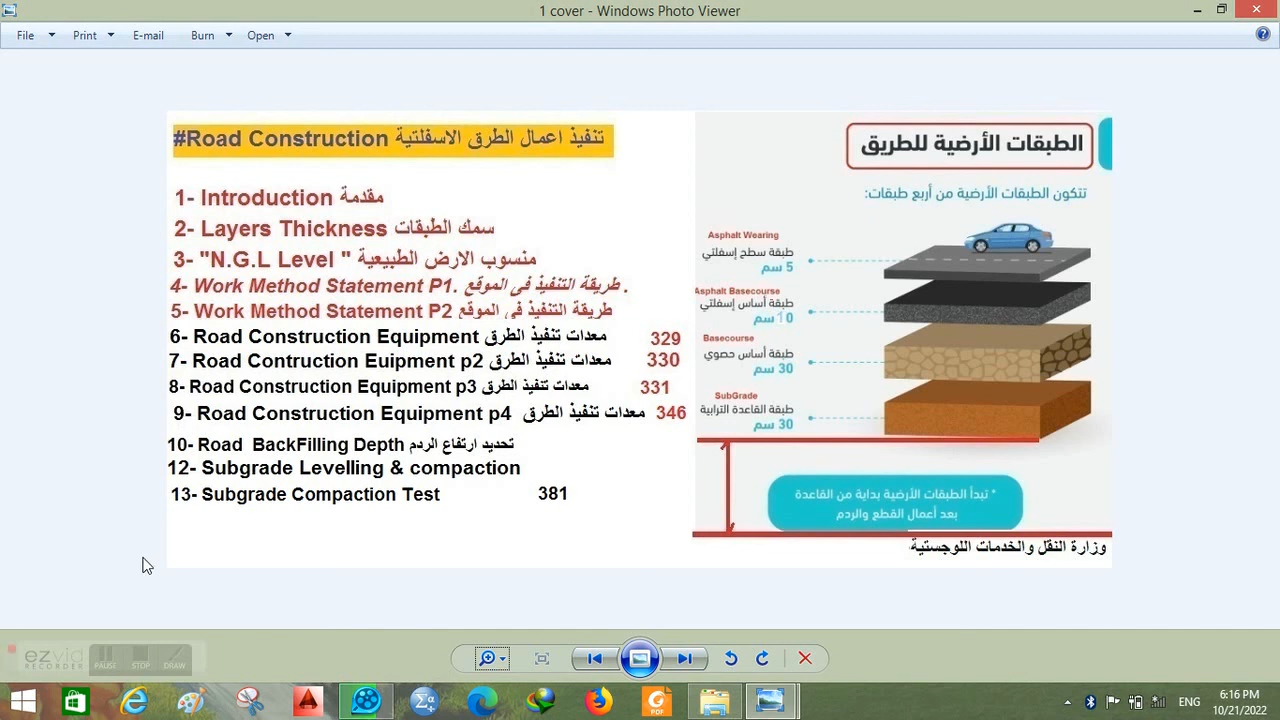 1 cover - Windows Photo Viewer
File Print E-mail Burn Open
#Road Construction تنفيذ اعمال الطرق الاسفلتية
1- Introduction مقدمة
2- Layers Thickness سمك الطبقات
3- "N.G.L Level " منسوب الارض الطبيعية
4- Work Method Statement P1. طريقة التنفيذ فى الموقع .
5- Work Method Statement P2 طريقة التنفيذ فى الموقع
6- Road Construction Equipment معدات تنفيذ الطرق 329
7- Road Contruction Euipment p2 معدات تنفيذ الطرق 330
8- Road Construction Equipment p3 معدات تنفيذ الطرق 331
9- Road Construction Equipment p4 معدات تنفيذ الطرق 346
10- Road BackFilling Depth تحديد ارتفاع الردم
12- Subgrade Levelling & compaction
13- Subgrade Compaction Test 381
الطبقات الأرضية للطريق
تتكون الطبقات الأرضية من أربع طبقات:
Asphalt Wearing
طبقة سطح إسفلتي
5 سم
Asphalt Basecourse
طبقة أساس إسفلتي
10 سم
Basecourse
طبقة أساس حصوي
30 سم
SubGrade
طبقة القاعدة الترابية
30 سم
* تبدأ الطبقات الأرضية بداية من القاعدة
بعد أعمال القطع والردم
وزارة النقل والخدمات اللوجستية
ezvid
RECORDER
PAUSE STOP DRAW
ENG
6:16 PM
10/21/2022